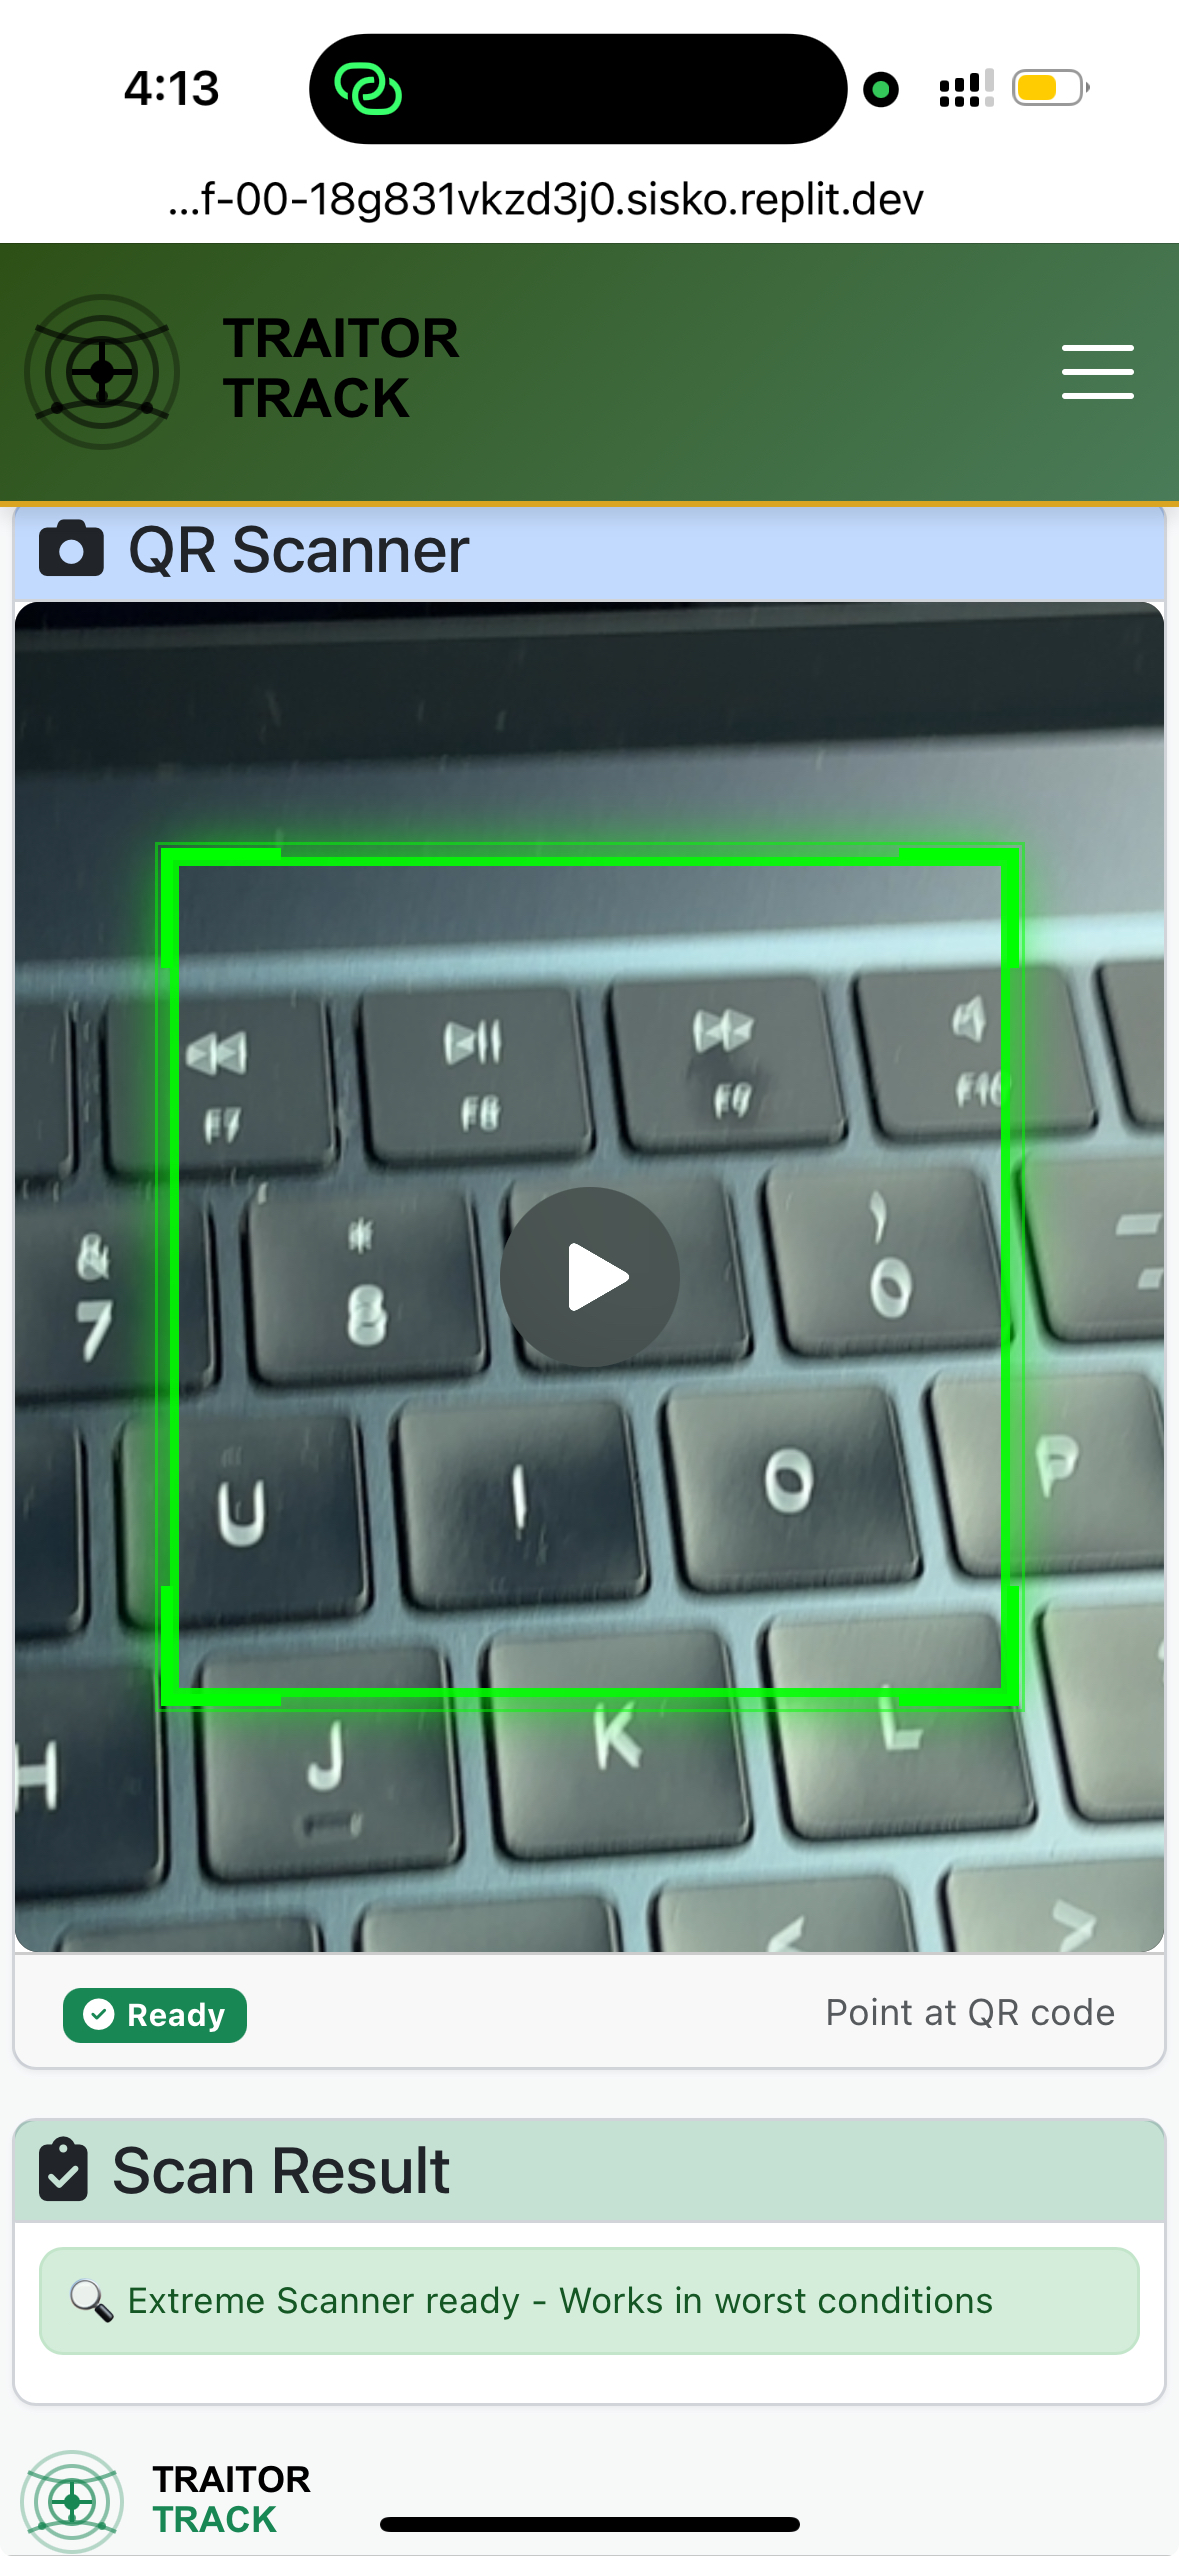 4:13
...f-00-18g831vkzd3j0.sisko.replit.dev
TRAITOR
TRACK
QR Scanner
F7 F8 F9 F10
& * )
7 8 0
U I O P
H J K L
< >
Ready
Point at QR code
Scan Result
Extreme Scanner ready - Works in worst conditions
TRAITOR
TRACK